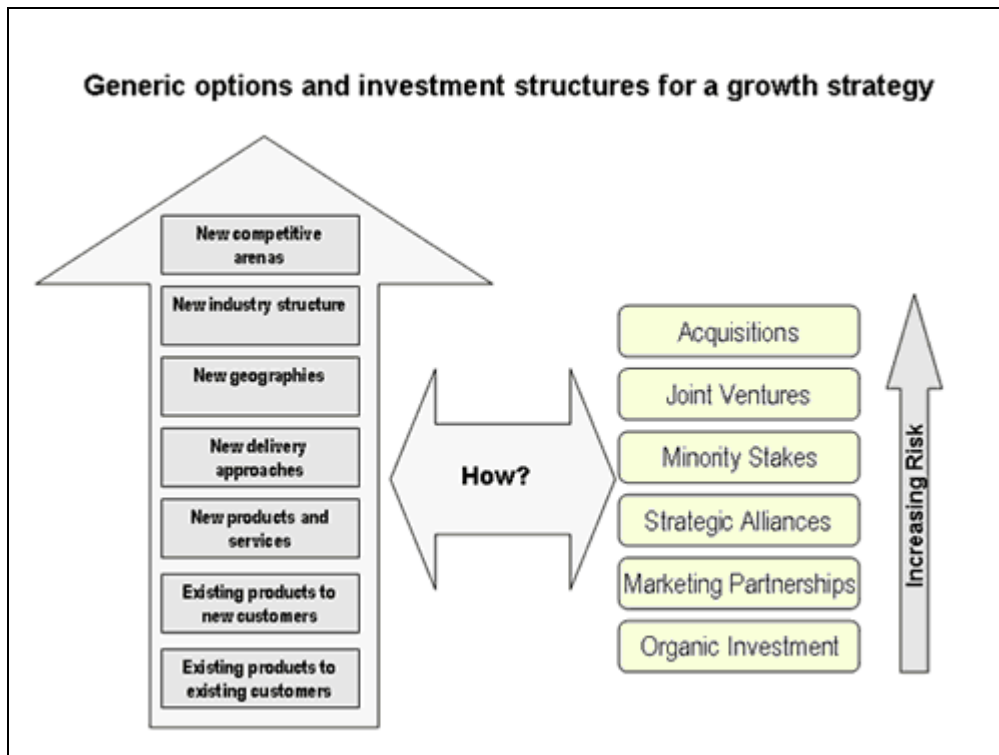 Generic options and investment structures for a growth strategy
New competitive
arenas
New industry structure
New geographies
New delivery
approaches
New products and
services
Existing products to
new customers
Existing products to
existing customers
How?
Acquisitions
Joint Ventures
Minority Stakes
Strategic Alliances
Marketing Partnerships
Organic Investment
Increasing Risk